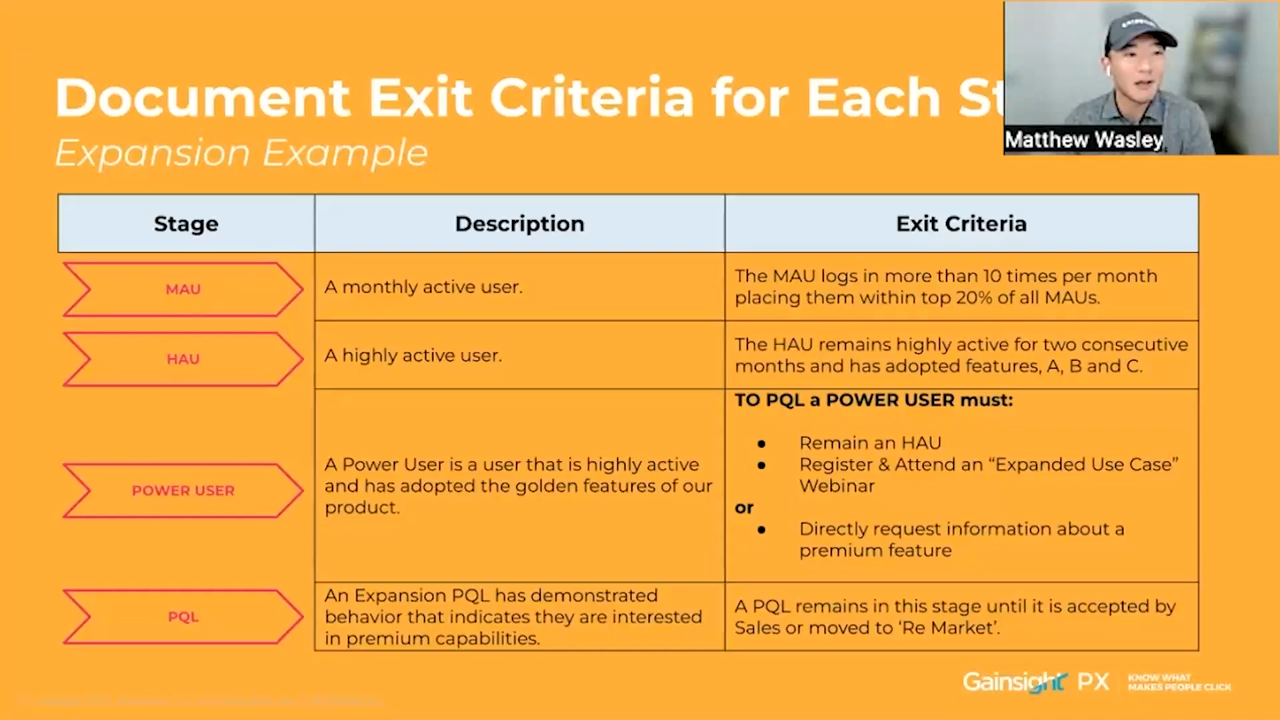 Document Exit Criteria for Each St
Expansion Example
Matthew Wasley
Stage
Description
Exit Criteria
MAU
A monthly active user.
The MAU logs in more than 10 times per month
placing them within top 20% of all MAUs.
HAU
A highly active user.
The HAU remains highly active for two consecutive
months and has adopted features, A, B and C.
POWER USER
A Power User is a user that is highly active
and has adopted the golden features of our
product.
TO PQL a POWER USER must:
● Remain an HAU
● Register & Attend an “Expanded Use Case”
Webinar
or
● Directly request information about a
premium feature
PQL
An Expansion PQL has demonstrated
behavior that indicates they are interested
in premium capabilities.
A PQL remains in this stage until it is accepted by
Sales or moved to ‘Re Market’.
Gainsight PX
KNOW WHAT
MAKES PEOPLE CLICK